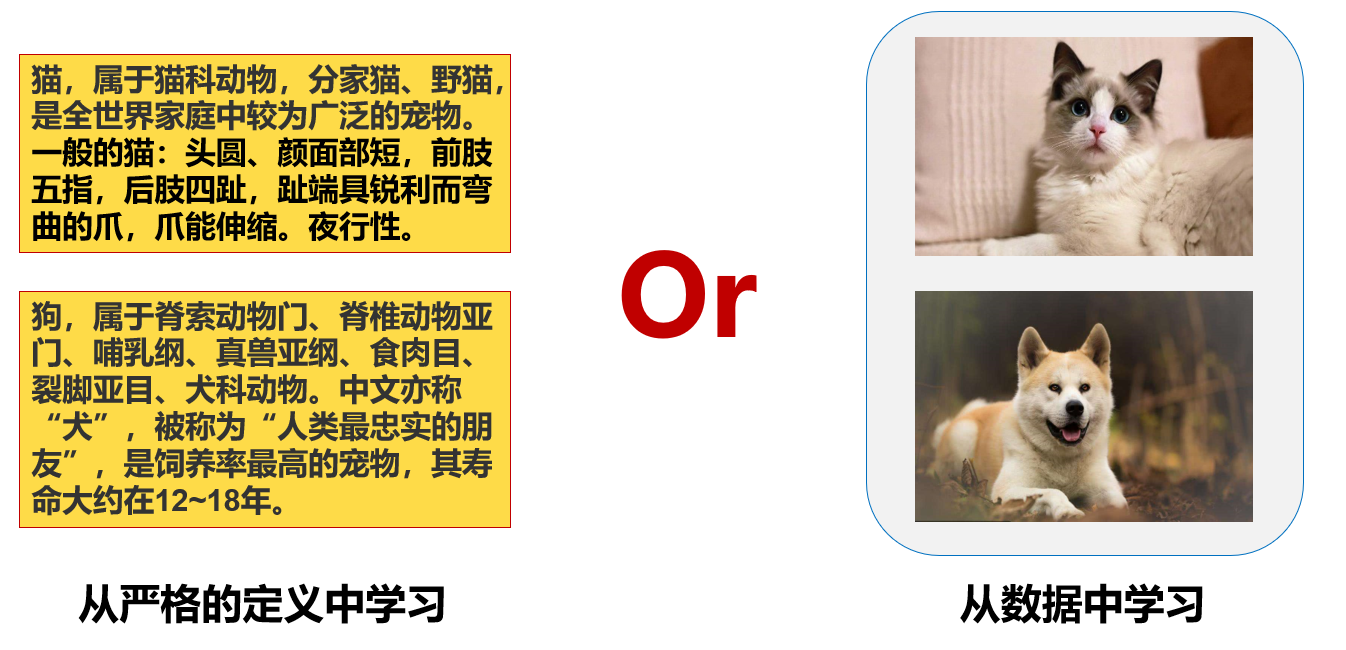 猫，属于猫科动物，分家猫、野猫，
是全世界家庭中较为广泛的宠物。
一般的猫：头圆、颜面部短，前肢
五指，后肢四趾，趾端具锐利而弯
曲的爪，爪能伸缩。夜行性。
狗，属于脊索动物门、脊椎动物亚
门、哺乳纲、真兽亚纲、食肉目、
裂脚亚目、犬科动物。中文亦称
“犬”，被称为“人类最忠实的朋
友”，是饲养率最高的宠物，其寿
命大约在12~18年。
从严格的定义中学习
Or
从数据中学习